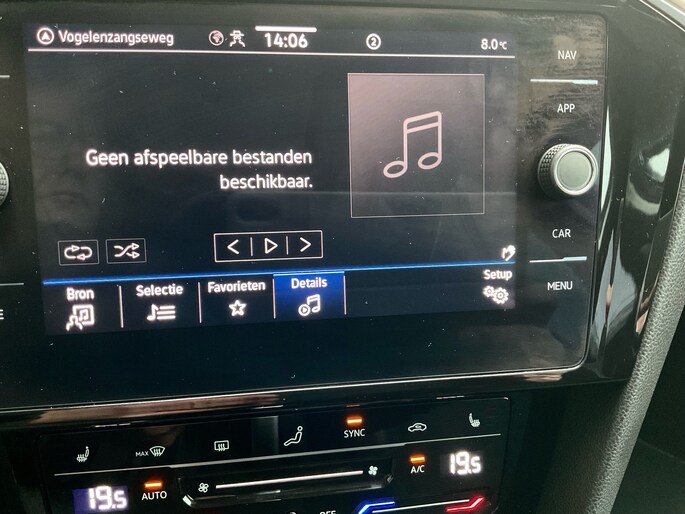 Vogelenzangseweg 14:06 2 8.0°C
NAV
APP
Geen afspeelbare bestanden
beschikbaar.
CAR
Bron Selectie Favorieten Details Setup
MENU
MAX SYNC
19.5 AUTO A/C 19.5
OFF